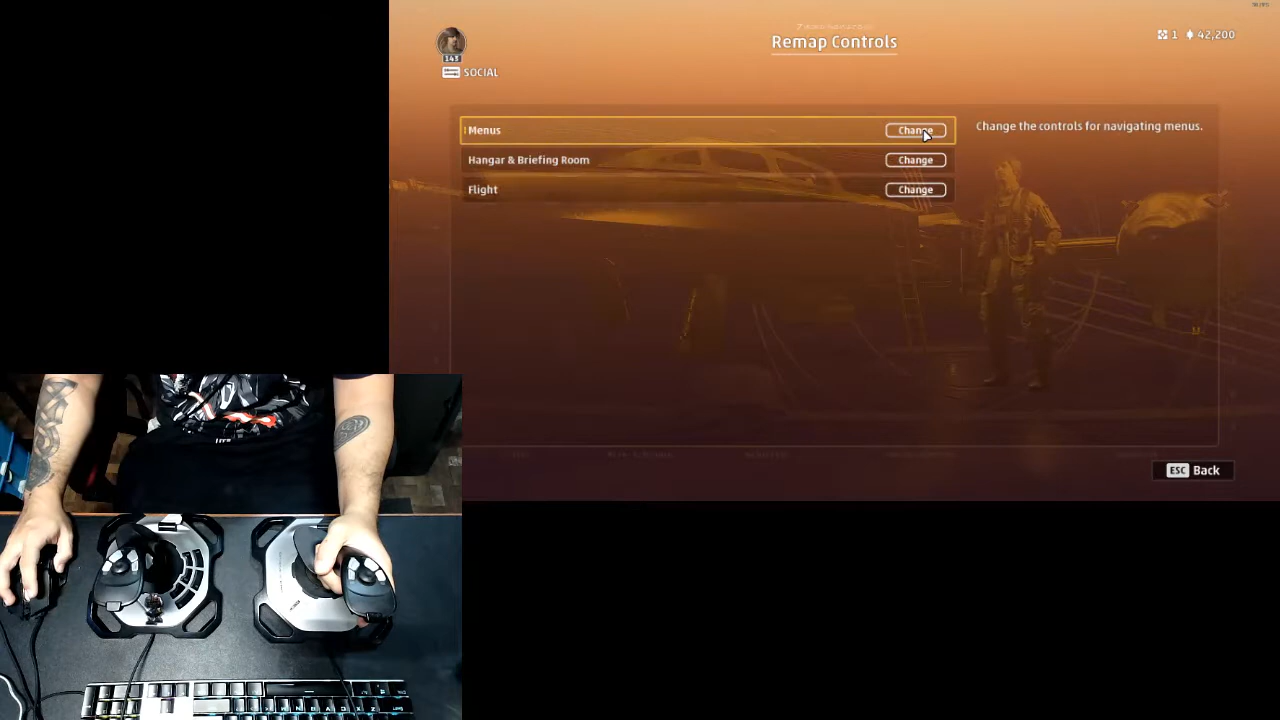 Remap Controls
1 42,200
143
SOCIAL
Menus Change
Change the controls for navigating menus.
Hangar & Briefing Room Change
Flight Change
ESC Back